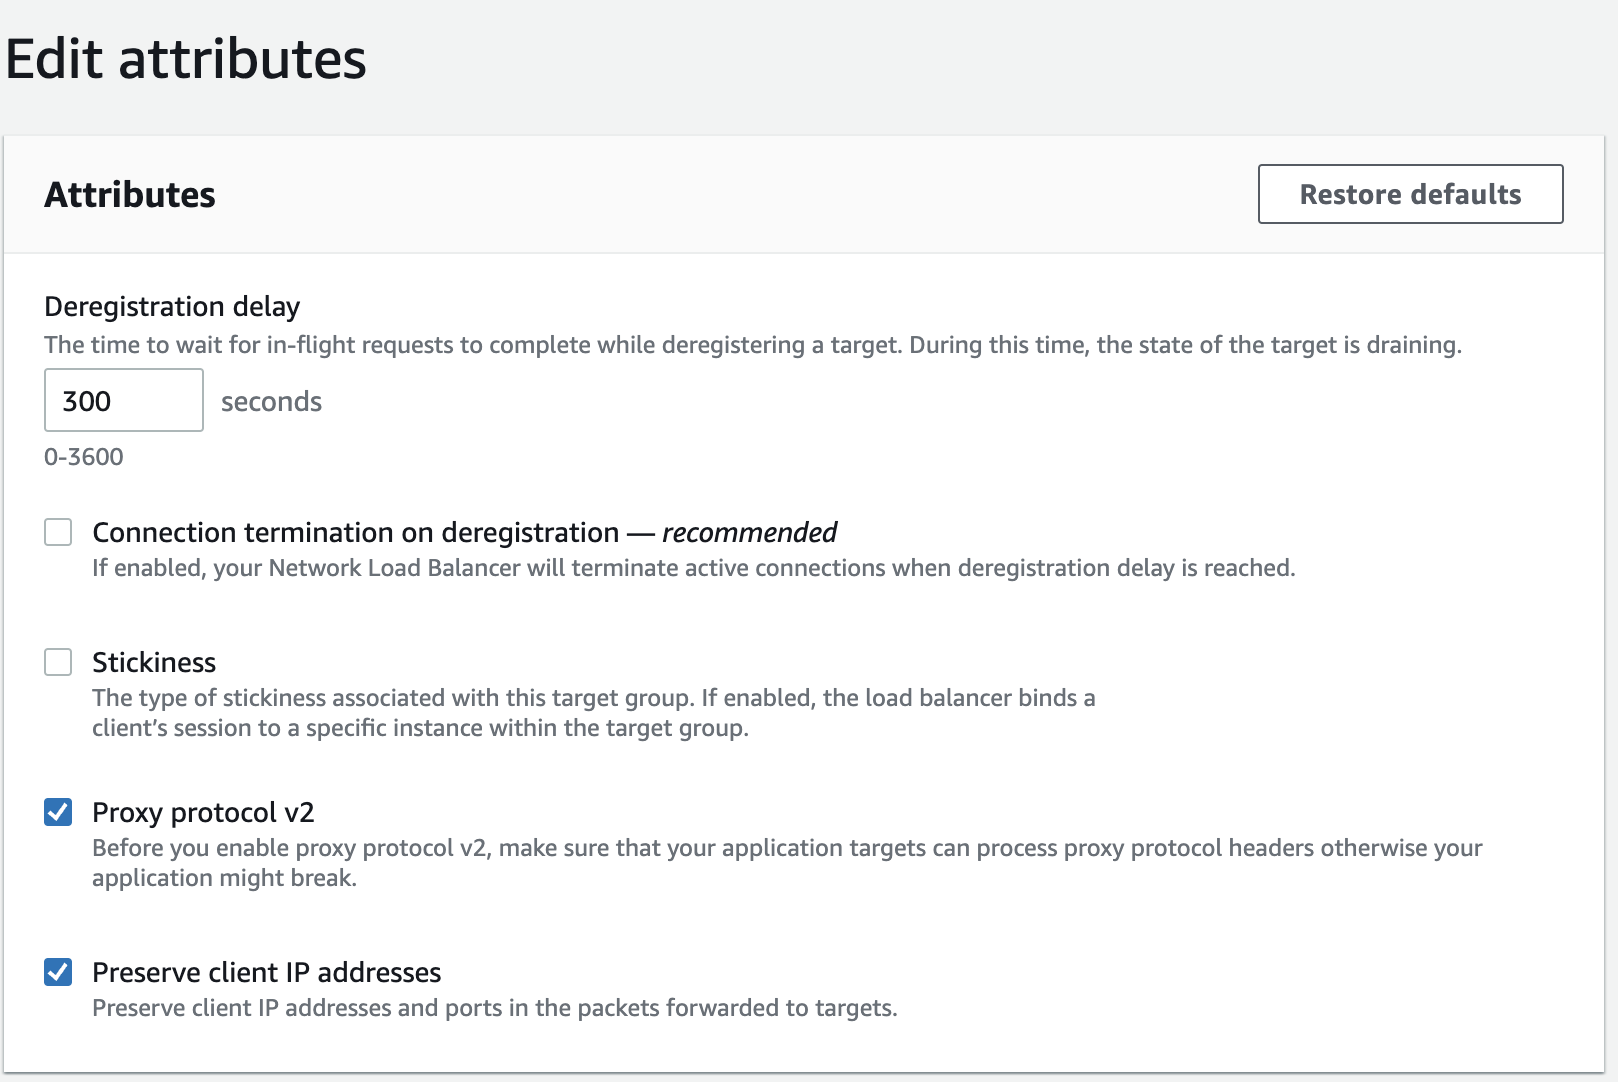 Edit attributes
Attributes
Restore defaults
Deregistration delay
The time to wait for in-flight requests to complete while deregistering a target. During this time, the state of the target is draining.
300 seconds
0-3600
Connection termination on deregistration — recommended
If enabled, your Network Load Balancer will terminate active connections when deregistration delay is reached.
Stickiness
The type of stickiness associated with this target group. If enabled, the load balancer binds a
client’s session to a specific instance within the target group.
Proxy protocol v2
Before you enable proxy protocol v2, make sure that your application targets can process proxy protocol headers otherwise your
application might break.
Preserve client IP addresses
Preserve client IP addresses and ports in the packets forwarded to targets.